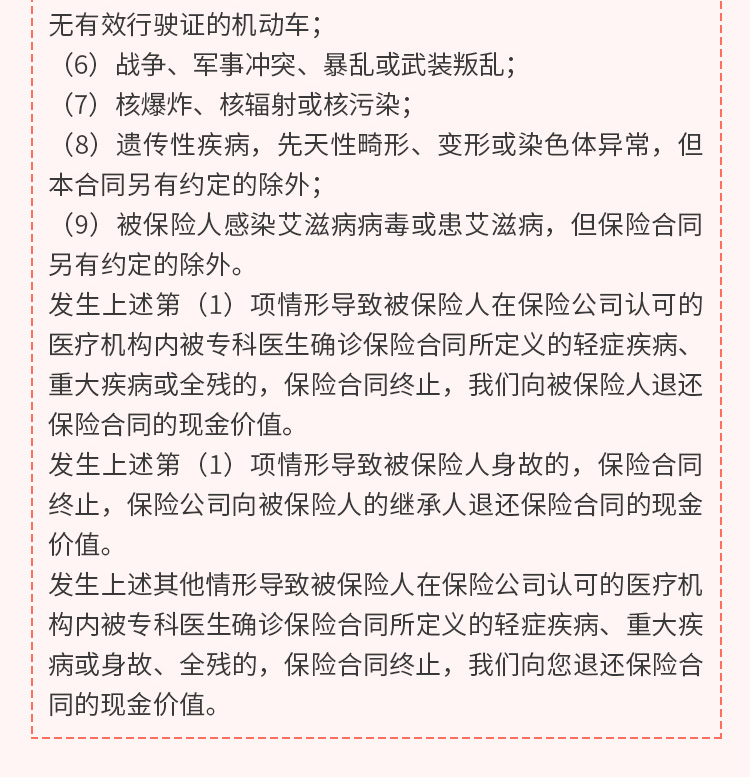 无有效行驶证的机动车；
（6）战争、军事冲突、暴乱或武装叛乱；
（7）核爆炸、核辐射或核污染；
（8）遗传性疾病，先天性畸形、变形或染色体异常，但
本合同另有约定的除外；
（9）被保险人感染艾滋病病毒或患艾滋病，但保险合同
另有约定的除外。
发生上述第（1）项情形导致被保险人在保险公司认可的
医疗机构内被专科医生确诊保险合同所定义的轻症疾病、
重大疾病或全残的，保险合同终止，我们向被保险人退还
保险合同的现金价值。
发生上述第（1）项情形导致被保险人身故的，保险合同
终止，保险公司向被保险人的继承人退还保险合同的现金
价值。
发生上述其他情形导致被保险人在保险公司认可的医疗机
构内被专科医生确诊保险合同所定义的轻症疾病、重大疾
病或身故、全残的，保险合同终止，我们向您退还保险合
同的现金价值。